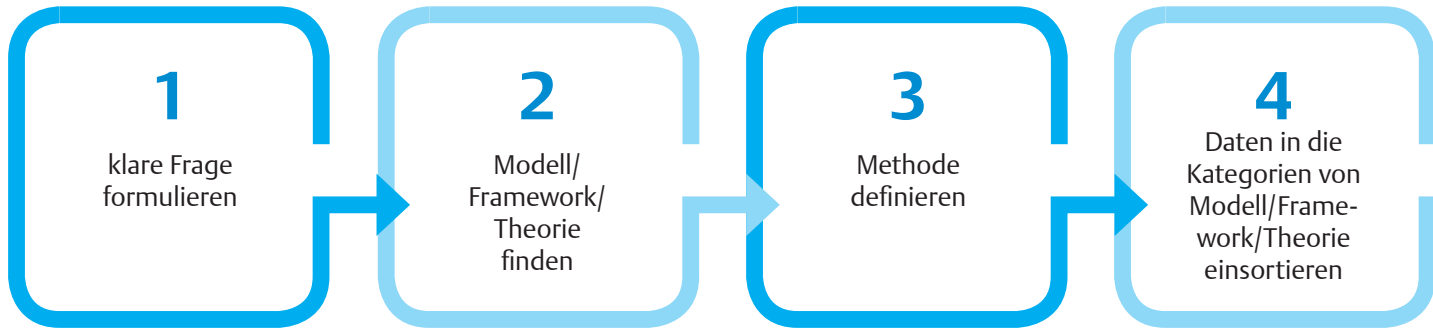 1
klare Frage
formulieren
2
Modell/
Framework/
Theorie
finden
3
Methode
definieren
4
Daten in die
Kategorien von
Modell/Frame-
work/Theorie
einsortieren